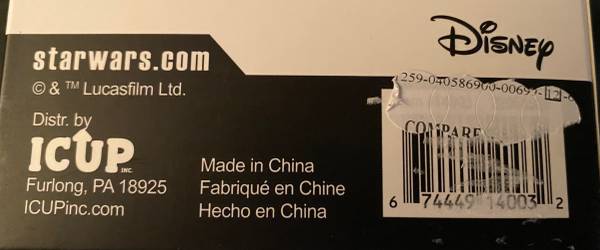 starwars.com
© & ™ Lucasfilm Ltd.
Distr. by
ICUP INC.
Furlong, PA 18925
ICUPinc.com
Made in China
Fabriqué en Chine
Hecho en China
Disney
COMPARE
6 74449 14003 2